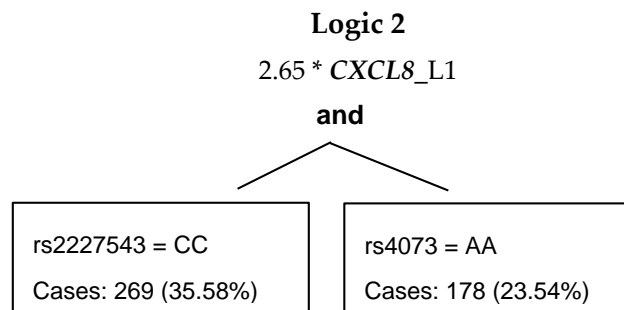 Logic 2
2.65 * CXCL8_L1
and
rs2227543 = CC
Cases: 269 (35.58%)
rs4073 = AA
Cases: 178 (23.54%)